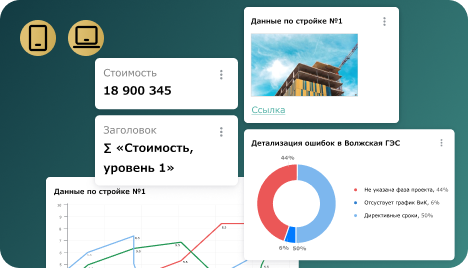 Данные по стройке №1
Ссылка
Стоимость
18 900 345
Заголовок
∑ «Стоимость,
уровень 1»
Детализация ошибок в Волжская ГЭС
44%
6%
50%
Не указана фаза проекта, 44%
Отсуствует график ВиК, 6%
Директивные сроки, 50%
Данные по стройке №1
10
9
8
7
6
5